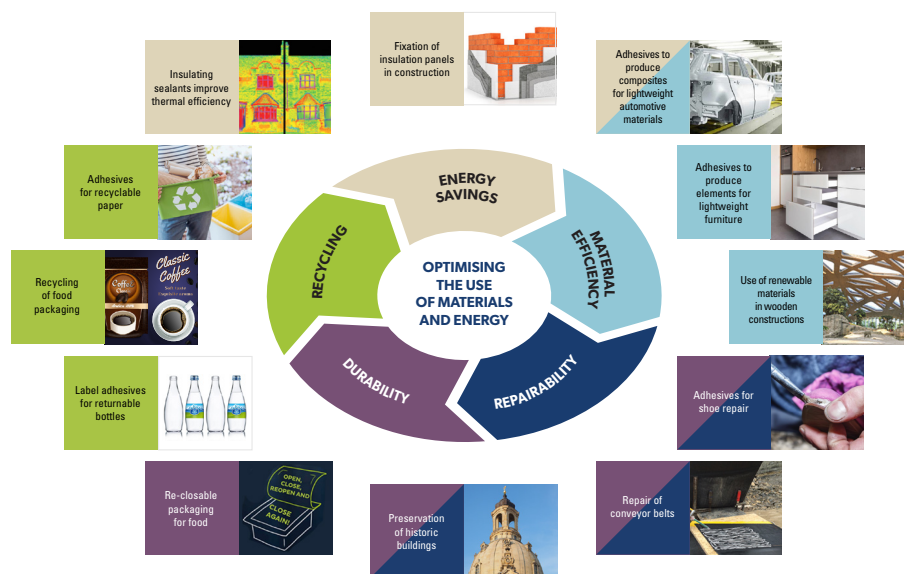 Fixation of
insulation panels
in construction
Insulating
sealants improve
thermal efficiency
Adhesives to
produce
composites
for lightweight
automotive
materials
Adhesives
for recyclable
paper
Adhesives to
produce
elements for
lightweight
furniture
ENERGY
SAVINGS
RECYCLING
MATERIAL
EFFICIENCY
OPTIMISING
THE USE
OF MATERIALS
AND ENERGY
DURABILITY
REPAIRABILITY
Recycling
of food
packaging
Coffee
Classic
Coffee
Use of renewable
materials
in wooden
constructions
Label adhesives
for returnable
bottles
Adhesives for
shoe repair
Re-closable
packaging
for food
OPEN,
CLOSE,
REOPEN AND
CLOSE
AGAIN!
Preservation
of historic
buildings
Repair of
conveyor belts